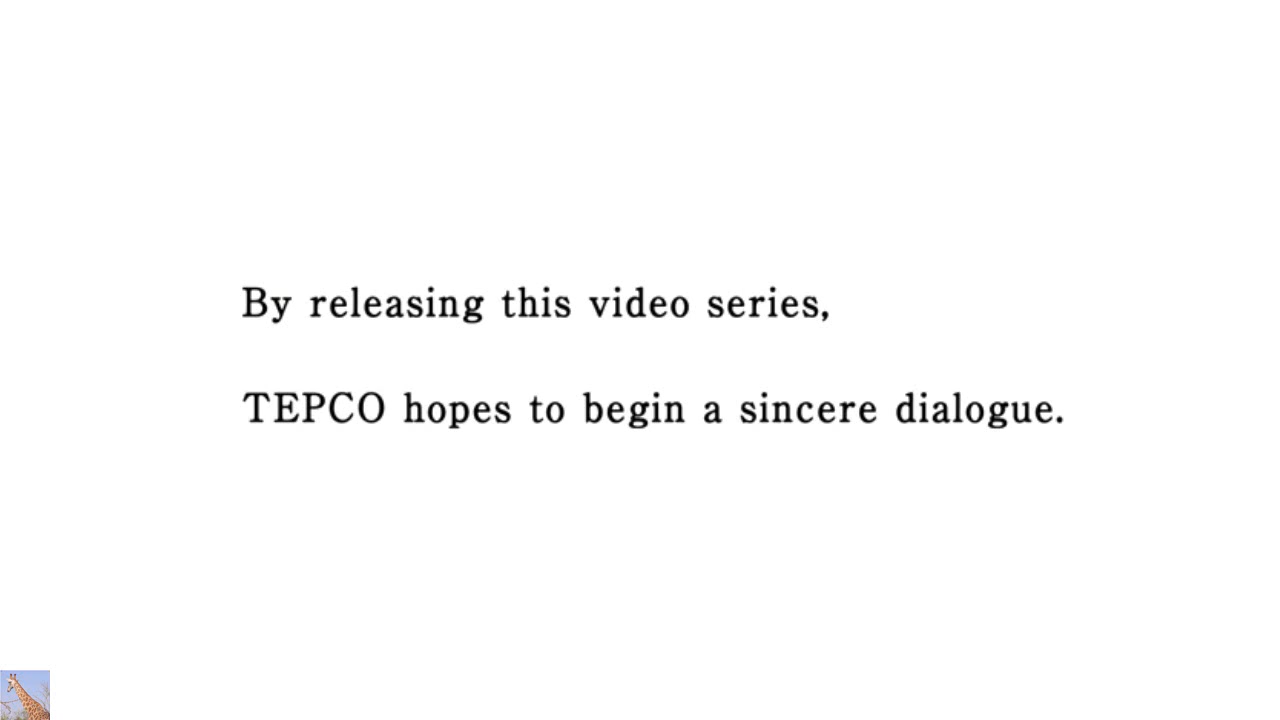 By releasing this video series,
TEPCO hopes to begin a sincere dialogue.